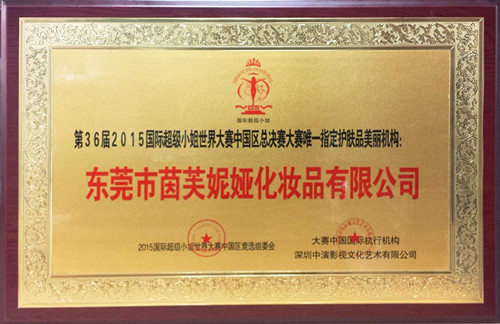 国际超级小姐
第36届2015国际超级小姐世界大赛中国区总决赛大赛唯一指定护肤品美丽机构:
东莞市茵芙妮娅化妆品有限公司
2015国际超级小姐世界大赛中国区竞选组委会
大赛中国国际执行机构
深圳中演影视文化艺术有限公司